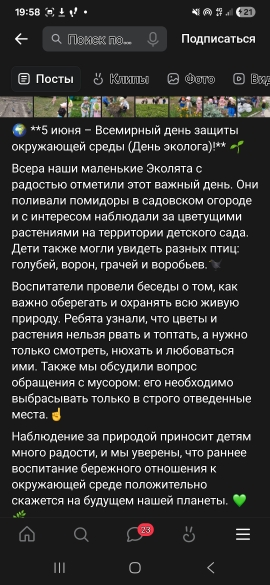 19:58
21
Поиск по...
Подписаться
Посты
Клипы
Фото
Вид
🌍 **5 июня – Всемирный день защиты
окружающей среды (День эколога)!** 🌱
Всера наши маленькие Эколята с
радостью отметили этот важный день. Они
поливали помидоры в садовском огороде
и с интересом наблюдали за цветущими
растениями на территории детского сада.
Дети также могли увидеть разных птиц:
голубей, ворон, грачей и воробьев.
Воспитатели провели беседы о том, как
важно оберегать и охранять всю живую
природу. Ребята узнали, что цветы и
растения нельзя рвать и топтать, а нужно
только смотреть, нюхать и любоваться
ими. Также мы обсудили вопрос
обращения с мусором: его необходимо
выбрасывать только в строго отведенные
места. ☝
Наблюдение за природой приносит детям
много радости, и мы уверены, что раннее
воспитание бережного отношения к
окружающей среде положительно
скажется на будущем нашей планеты. 💚
🌿
23